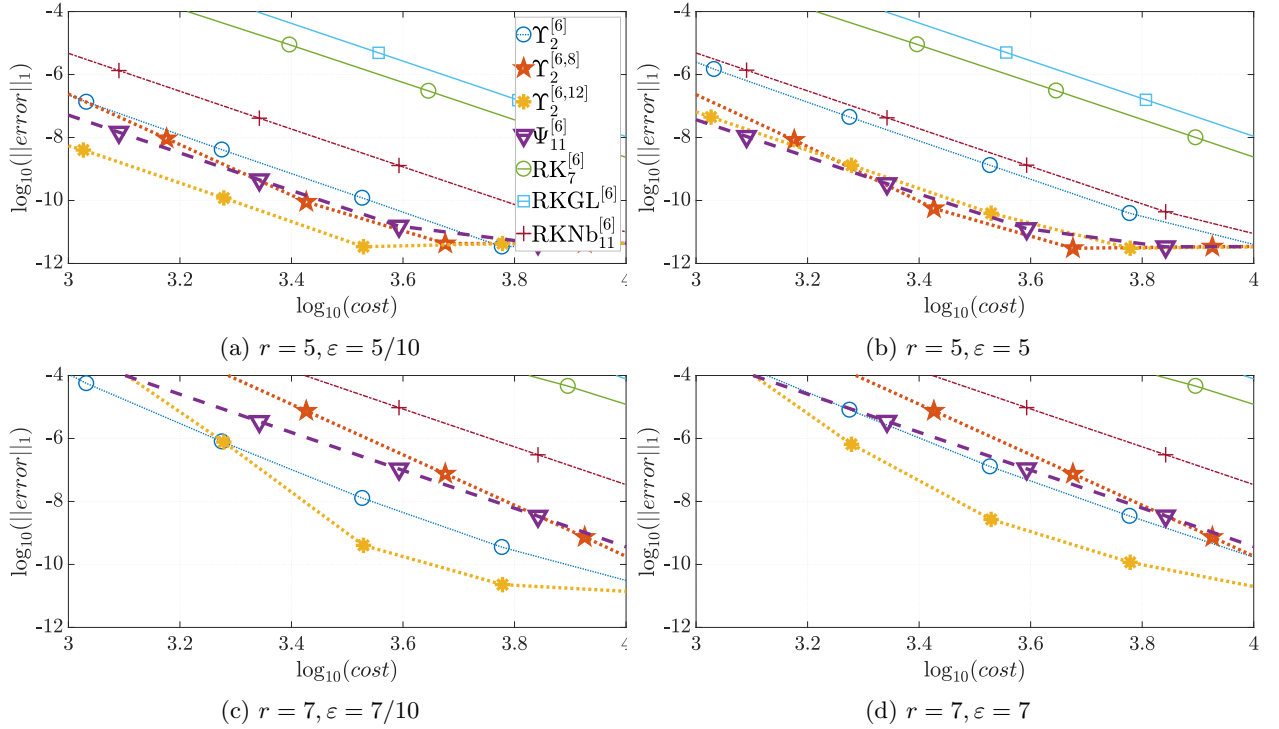 -4
-6
-8
-10
-12
log₁₀(||error||₁)
3 3.2 3.4 3.6 3.8 4
log₁₀(cost)
ϒ₂^[6]
ϒ₂^[6,8]
ϒ₂^[6,12]
Ψ₁₁^[6]
RK₇^[6]
RKGL^[6]
RKNb₁₁^[6]
(a) r = 5, ε = 5/10
-4
-6
-8
-10
-12
log₁₀(||error||₁)
3 3.2 3.4 3.6 3.8 4
log₁₀(cost)
(b) r = 5, ε = 5
-4
-6
-8
-10
-12
log₁₀(||error||₁)
3 3.2 3.4 3.6 3.8 4
log₁₀(cost)
(c) r = 7, ε = 7/10
-4
-6
-8
-10
-12
log₁₀(||error||₁)
3 3.2 3.4 3.6 3.8 4
log₁₀(cost)
(d) r = 7, ε = 7